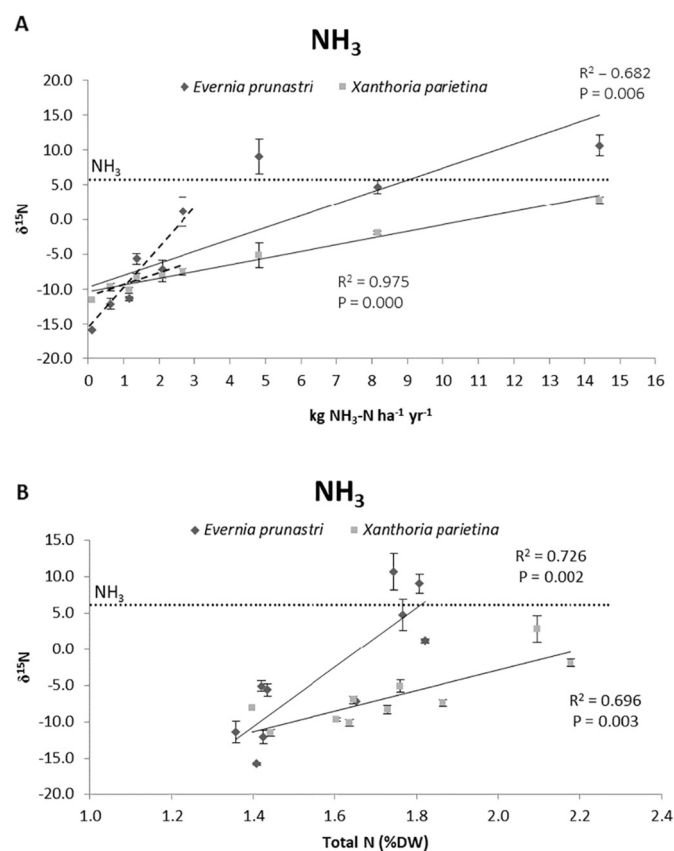 A
NH₃
20.0
15.0
10.0
5.0
0.0
-5.0
-10.0
-15.0
-20.0
δ¹⁵N
Evernia prunastri
Xanthoria parietina
R² – 0.682
P = 0.006
NH₃
R² = 0.975
P = 0.000
0 1 2 3 4 5 6 7 8 9 10 11 12 13 14 15 16
kg NH₃-N ha⁻¹ yr⁻¹
B
NH₃
15.0
10.0
5.0
0.0
-5.0
-10.0
-15.0
-20.0
δ¹⁵N
Evernia prunastri
Xanthoria parietina
R² = 0.726
P = 0.002
NH₃
R² = 0.696
P = 0.003
1.0 1.2 1.4 1.6 1.8 2.0 2.2 2.4
Total N (%DW)